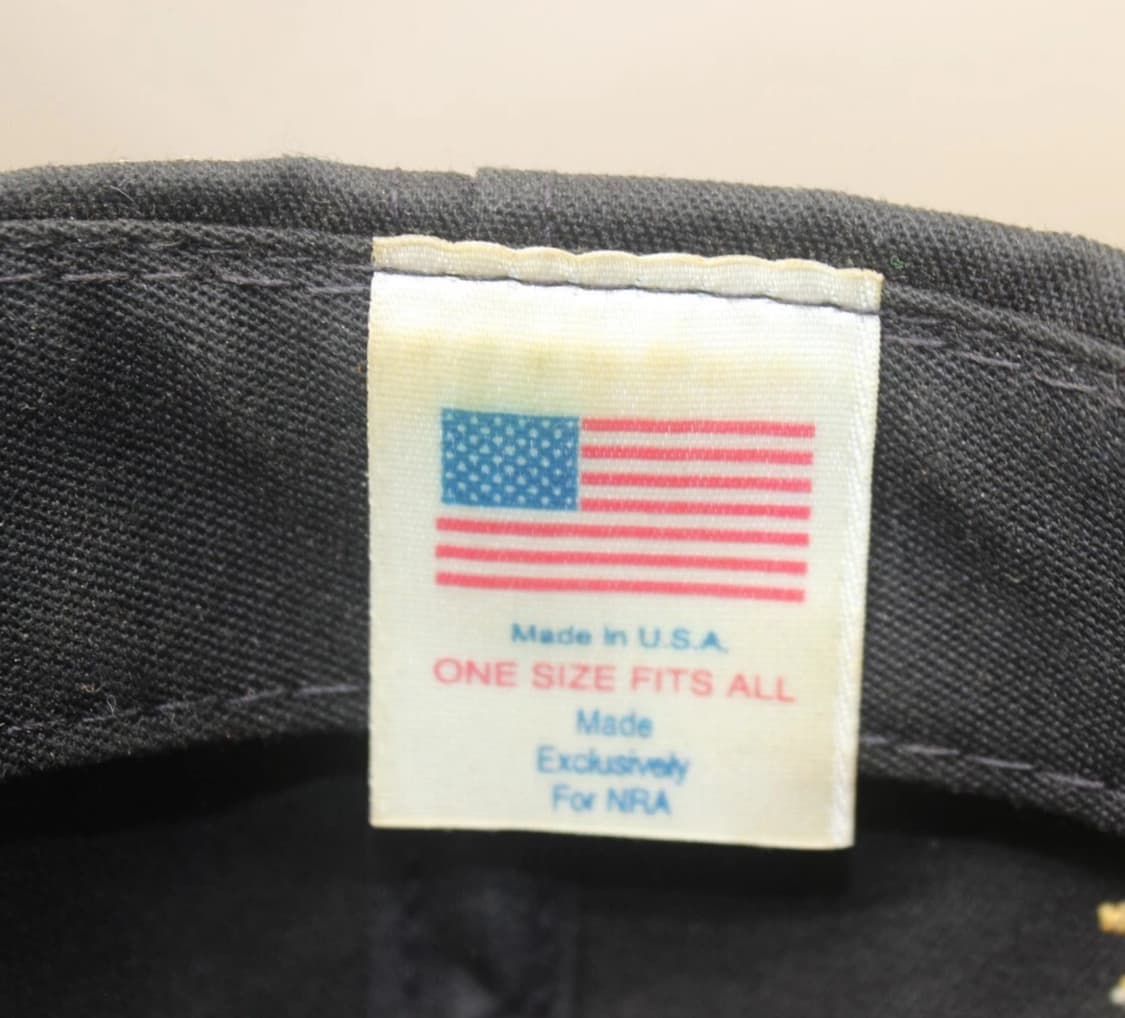 Made in U.S.A.
ONE SIZE FITS ALL
Made
Exclusively
For NRA